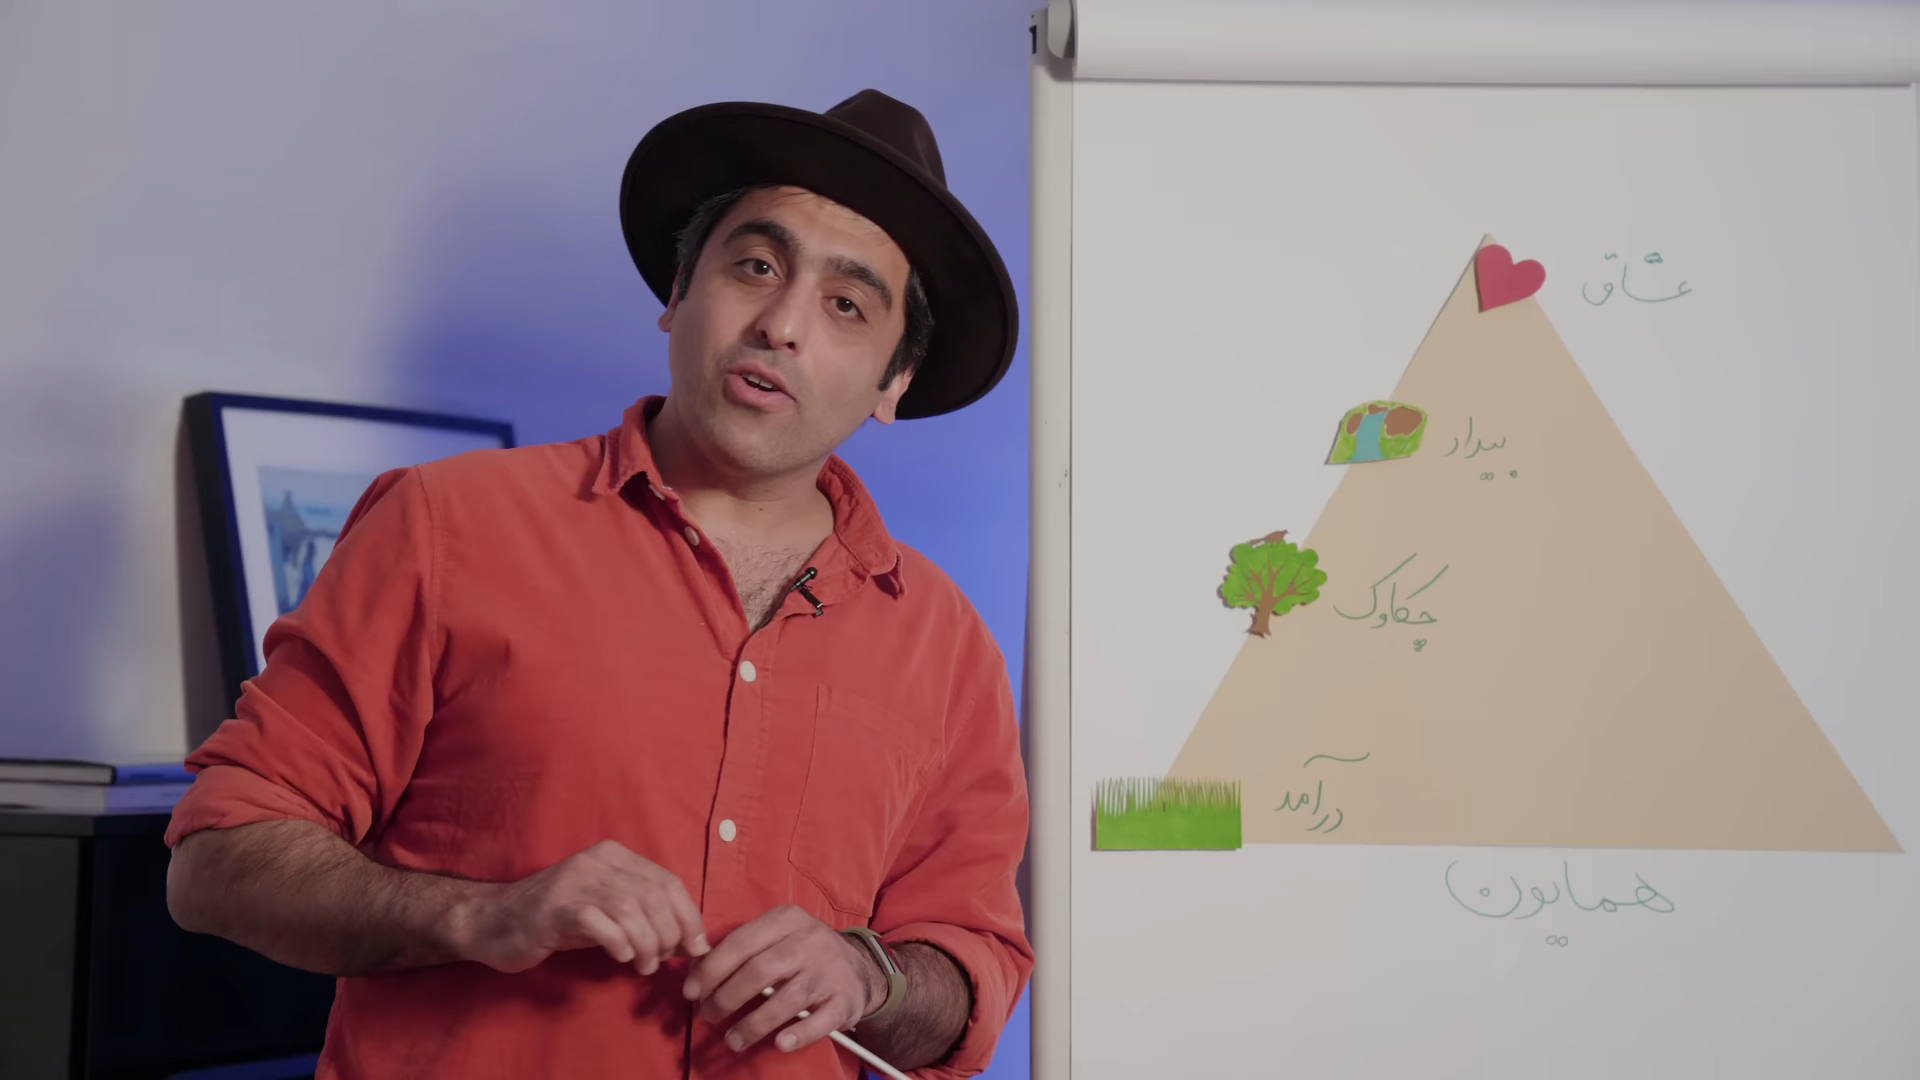 عشاق
بیداد
چکاوک
درآمد
همایون